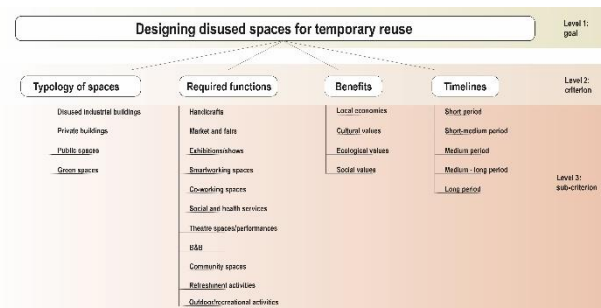 Designing disused spaces for temporary reuse
Level 1:
goal
Typology of spaces
Required functions
Benefits
Timelines
Level 2:
criterion
Disused industrial buildings
Private buildings
Public spaces
Green spaces
Handicrafts
Market and fairs
Exhibitions/shows
Smartworking spaces
Co-working spaces
Social and health services
Theatre spaces/performances
B&B
Community spaces
Refreshment activities
Outdoor/recreational activities
Local economies
Cultural values
Ecological values
Social values
Short period
Short-medium period
Medium period
Medium - long period
Long period
Level 3:
sub-criterion